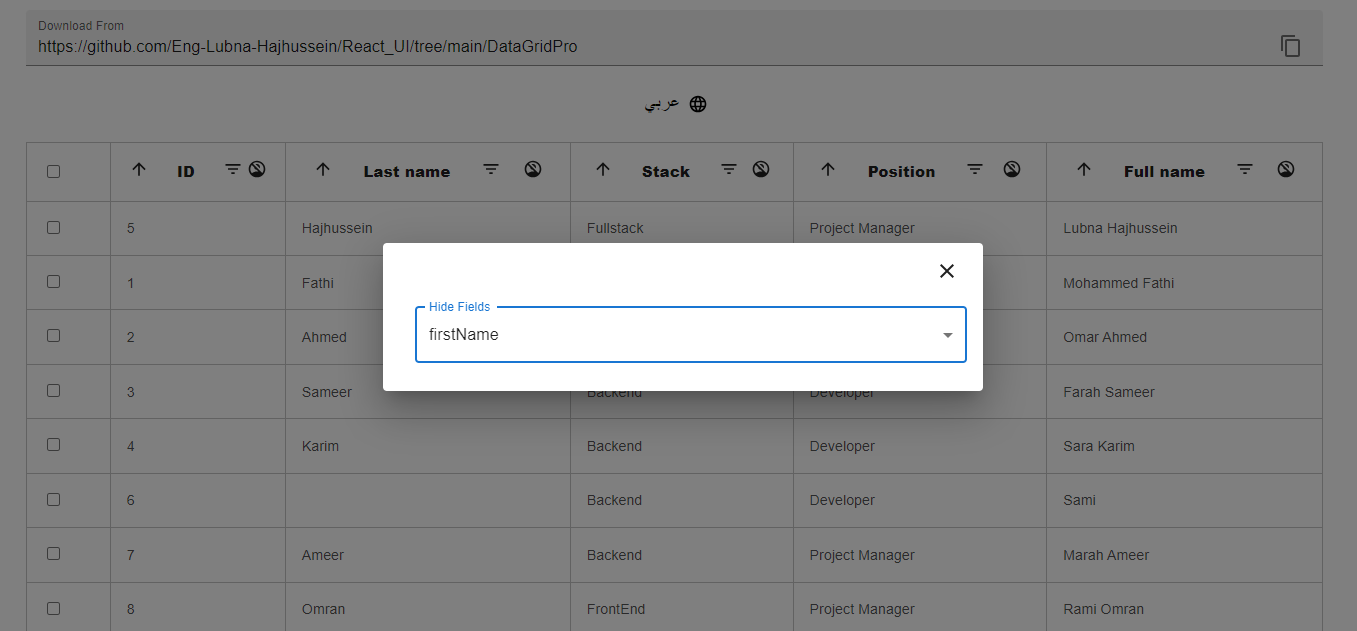 Download From
https://github.com/Eng-Lubna-Hajhussein/React_UI/tree/main/DataGridPro
عربي
ID Last name Stack Position Full name
5 Hajhussein Fullstack Project Manager Lubna Hajhussein
1 Fathi Mohammed Fathi
Hide Fields
firstName
2 Ahmed Omar Ahmed
3 Sameer Backend Developer Farah Sameer
4 Karim Backend Developer Sara Karim
6 Backend Developer Sami
7 Ameer Backend Project Manager Marah Ameer
8 Omran FrontEnd Project Manager Rami Omran